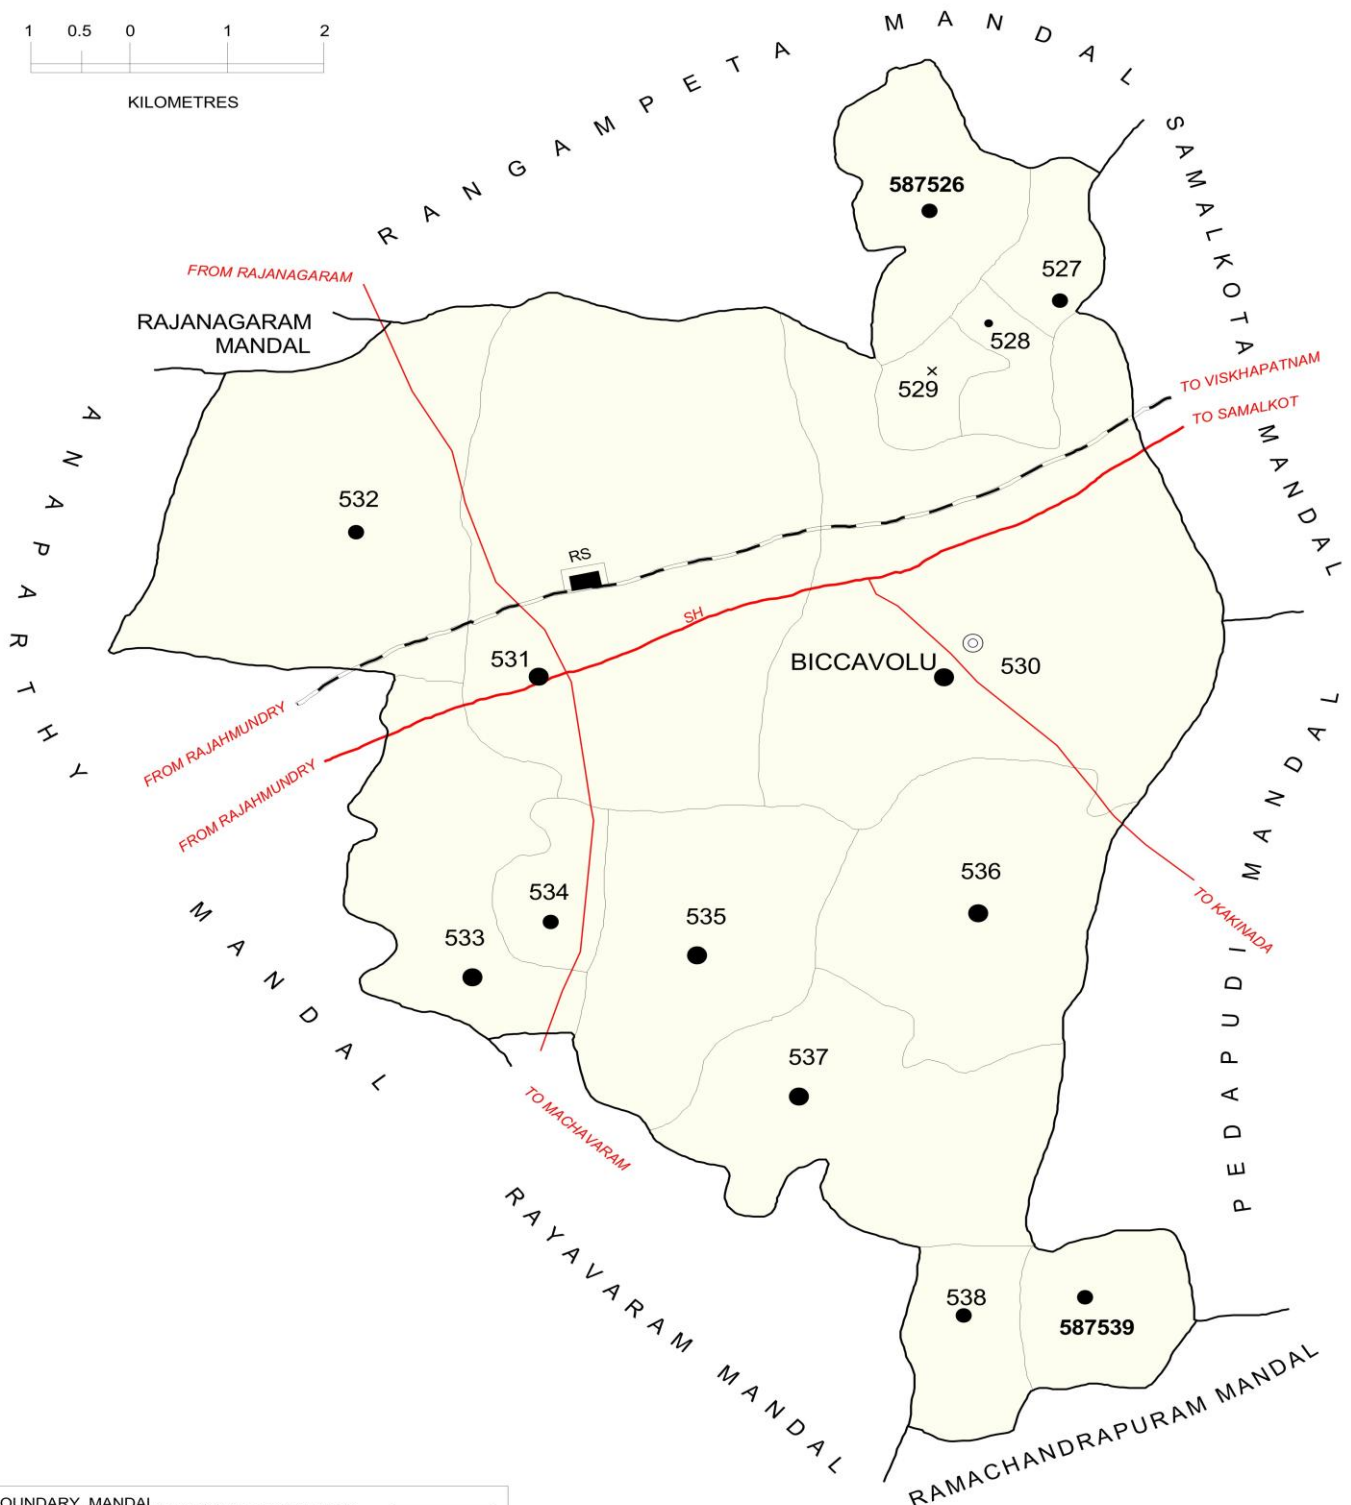 1 0.5 0 1 2
KILOMETRES
RANGAMPETA MANDAL
SAMALKOTA MANDAL
587526
527
FROM RAJANAGARAM
RAJANAGARAM
MANDAL
528
529
TO VISKHAPATNAM
TO SAMALKOT
ANAPARTHY MANDAL
532
RS
SH
531
BICCAVOLU
530
FROM RAJAHMUNDRY
FROM RAJAHMUNDRY
536
534
535
533
TO KAKINADA
PEDAPUDI MANDAL
537
TO MACHAVARAM
RAYAVARAM MANDAL
538
587539
RAMACHANDRAPURAM MANDAL